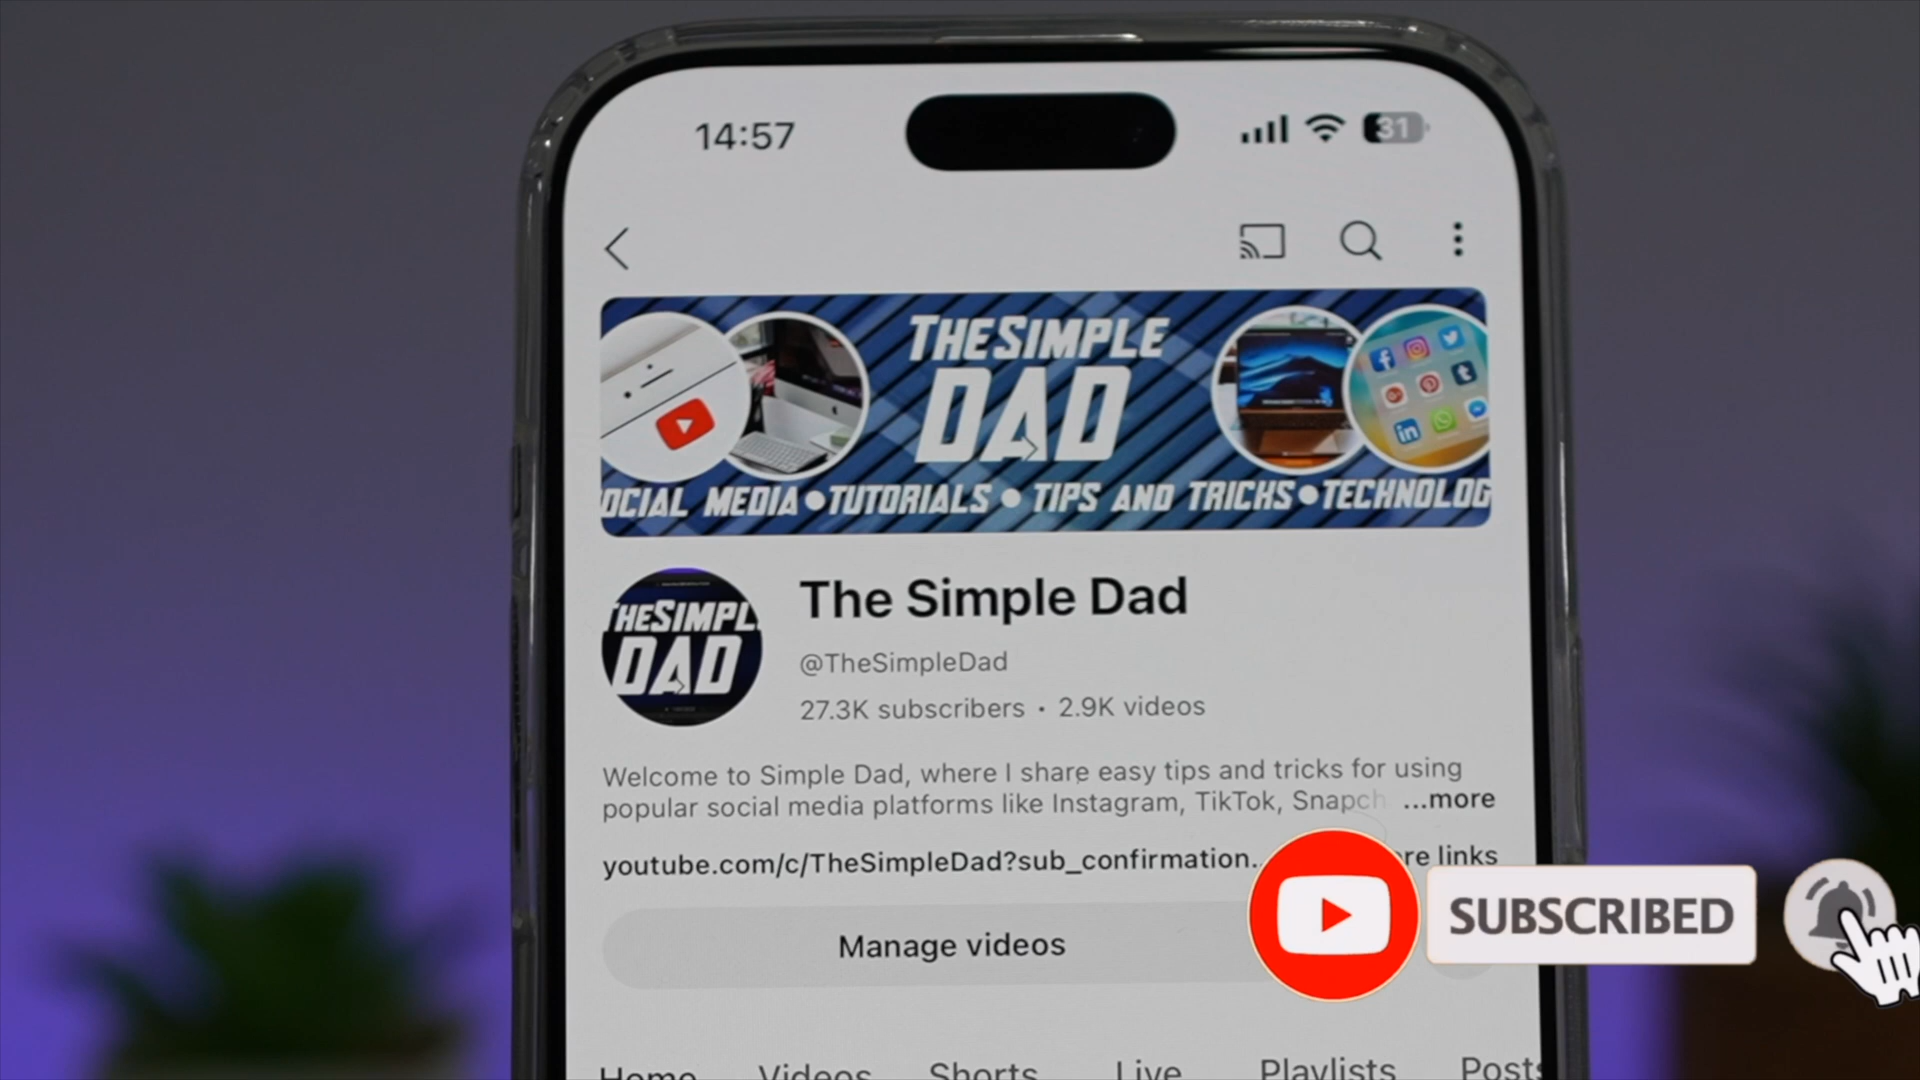 14:57
31
THESIMPLE
DAD
OCIAL MEDIA●TUTORIALS ● TIPS AND TRICKS●TECHNOLOG
THESIMPL
DAD
The Simple Dad
@TheSimpleDad
27.3K subscribers • 2.9K videos
Welcome to Simple Dad, where I share easy tips and tricks for using
popular social media platforms like Instagram, TikTok, Snapch ...more
youtube.com/c/TheSimpleDad?sub_confirmation.. re links
Manage videos
SUBSCRIBED
Home Videos Shorts Live Playlists Posts